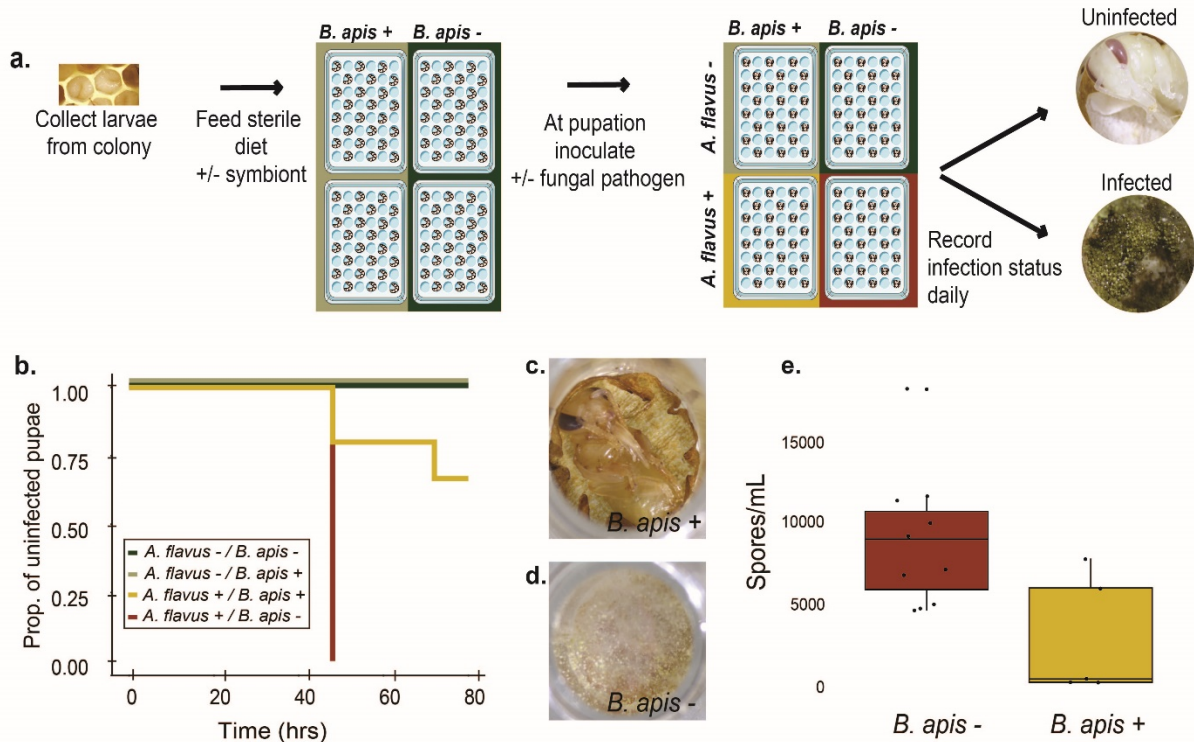 a.
Collect larvae
from colony
Feed sterile
diet
+/- symbiont
B. apis +
B. apis -
At pupation
inoculate
+/- fungal pathogen
B. apis +
B. apis -
A. flavus -
A. flavus +
Record
infection status
daily
Uninfected
Infected
b.
Prop. of uninfected pupae
1.00
0.75
0.50
0.25
0.00
A. flavus - / B. apis -
A. flavus - / B. apis +
A. flavus + / B. apis +
A. flavus + / B. apis -
0
20
40
60
80
Time (hrs)
c.
B. apis +
d.
B. apis -
e.
Spores/mL
15000
10000
5000
0
B. apis -
B. apis +